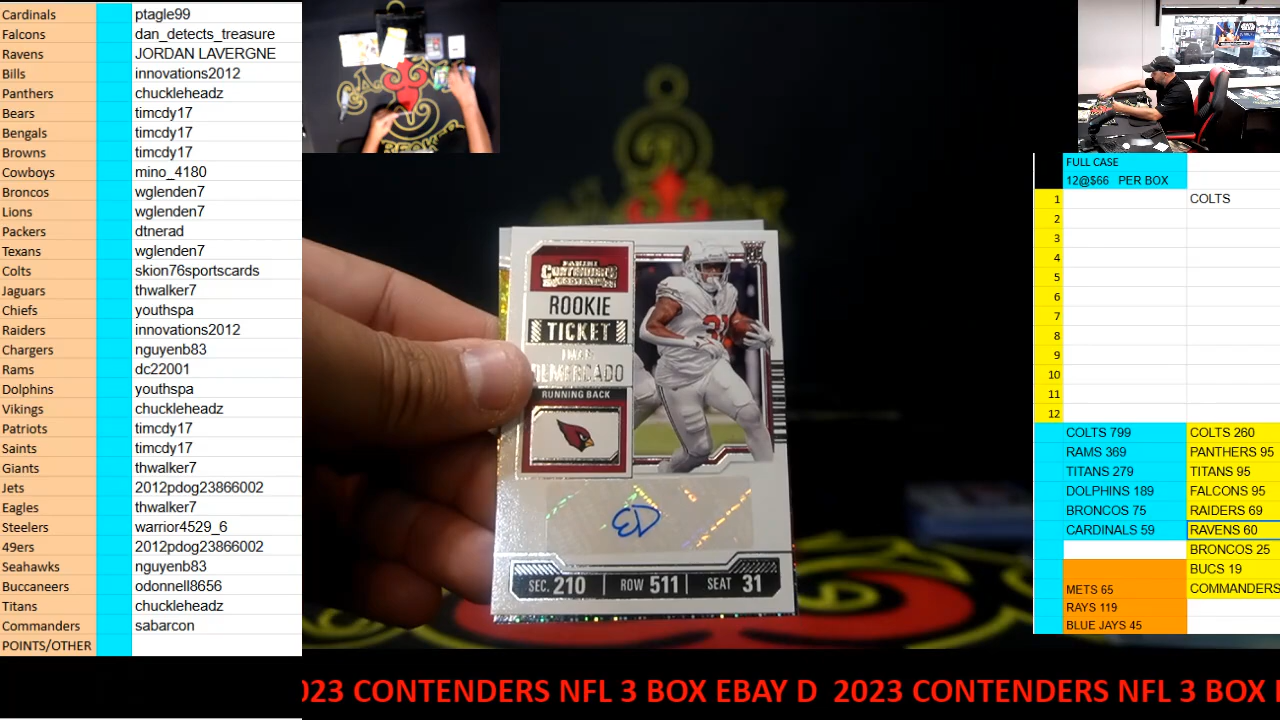 Cardinals ptagle99
Falcons dan_detects_treasure
Ravens JORDAN LAVERGNE
Bills innovations2012
Panthers chuckleheadz
Bears timcdy17
Bengals timcdy17
Browns timcdy17
Cowboys mino_4180
Broncos wglenden7
Lions wglenden7
Packers dtnerad
Texans wglenden7
Colts skion76sportscards
Jaguars thwalker7
Chiefs youthspa
Raiders innovations2012
Chargers nguyenb83
Rams dc22001
Dolphins youthspa
Vikings chuckleheadz
Patriots timcdy17
Saints timcdy17
Giants thwalker7
Jets 2012pdog23866002
Eagles thwalker7
Steelers warrior4529_6
49ers 2012pdog23866002
Seahawks nguyenb83
Buccaneers odonnell8656
Titans chuckleheadz
Commanders sabarcon
POINTS/OTHER
PANINI
CONTENDERS
ROOKIE
TICKET
RUNNING BACK
SEC. 210 ROW 511 SEAT 31
FULL CASE
12@$66 PER BOX
1 COLTS
2
3
4
5
6
7
8
9
10
11
12
COLTS 799 COLTS 260
RAMS 369 PANTHERS 95
TITANS 279 TITANS 95
DOLPHINS 189 FALCONS 95
BRONCOS 75 RAIDERS 69
CARDINALS 59 RAVENS 60
BRONCOS 25
BUCS 19
METS 65 COMMANDERS
RAYS 119
BLUE JAYS 45
023 CONTENDERS NFL 3 BOX EBAY D 2023 CONTENDERS NFL 3 BOX